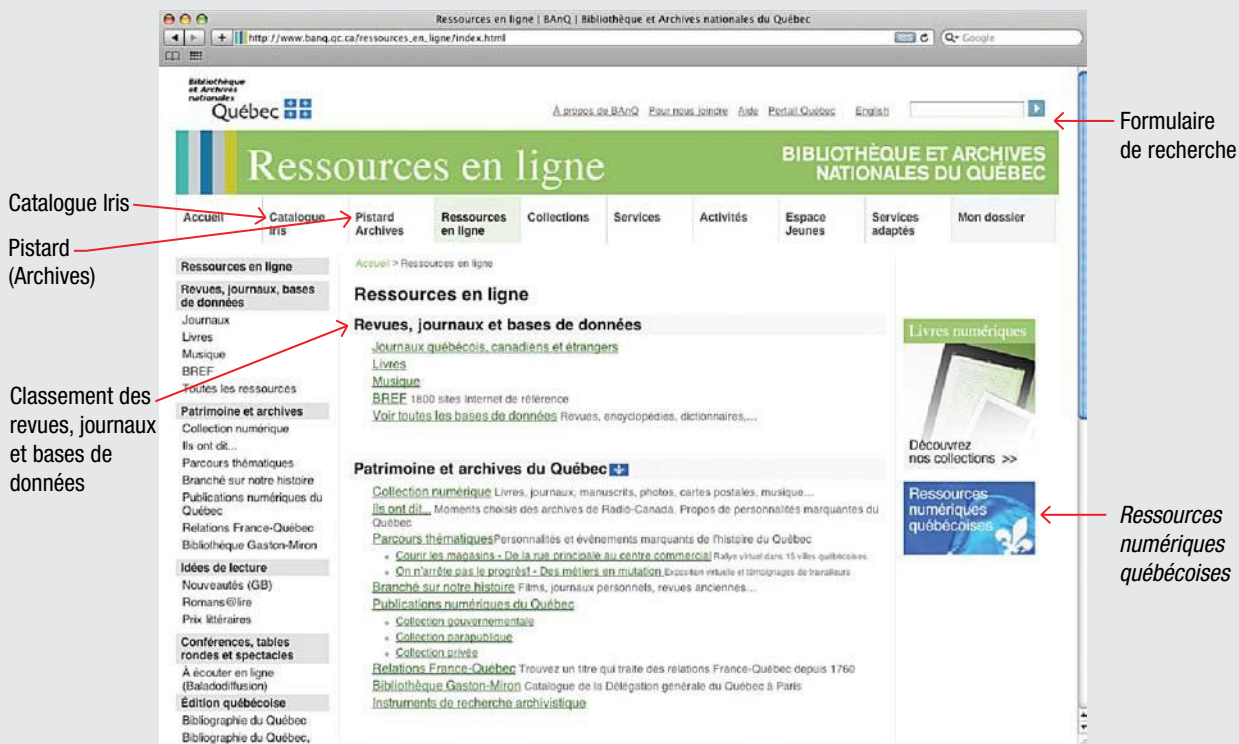 Ressources en ligne | BAnQ | Bibliothèque et Archives nationales du Québec
http://www.banq.qc.ca/ressources_en_ligne/index.html
Google
Bibliothèque
et Archives
nationales
Québec
À propos de BAnQ Pour nous joindre Aide Portail Québec English
Formulaire
de recherche
Ressources en ligne
BIBLIOTHÈQUE ET ARCHIVES
NATIONALES DU QUÉBEC
Catalogue Iris
Pistard
(Archives)
Accueil
Catalogue
Iris
Pistard
Archives
Ressources
en ligne
Collections
Services
Activités
Espace
Jeunes
Services
adaptés
Mon dossier
Classement des
revues, journaux
et bases de
données
Ressources en ligne
Revues, journaux, bases
de données
Journaux
Livres
Musique
BREF
Toutes les ressources
Patrimoine et archives
Collection numérique
Ils ont dit...
Parcours thématiques
Branché sur notre histoire
Publications numériques du
Québec
Relations France-Québec
Bibliothèque Gaston-Miron
Idées de lecture
Nouveautés (GB)
Romans@lire
Prix littéraires
Conférences, tables
rondes et spectacles
À écouter en ligne
(Baladodiffusion)
Édition québécoise
Bibliographie du Québec
Bibliographie du Québec,
Accueil > Ressources en ligne
Ressources en ligne
Revues, journaux et bases de données
Journaux québécois, canadiens et étrangers
Livres
Musique
BREF 1800 sites Internet de référence
Voir toutes les bases de données Revues, encyclopédies, dictionnaires,...
Patrimoine et archives du Québec
Collection numérique Livres, journaux, manuscrits, photos, cartes postales, musique...
Ils ont dit... Moments choisis des archives de Radio-Canada. Propos de personnalités marquantes du
Québec
Parcours thématiquesPersonnalités et événements marquants de l'histoire du Québec
Courir les magasins - De la rue principale au centre commercial Rallye virtuel dans 15 villes québécoises
On n'arrête pas le progrès! - Des métiers en mutation Exposition virtuelle et témoignages de travailleurs
Branché sur notre histoire Films, journaux personnels, revues anciennes...
Publications numériques du Québec
Collection gouvernementale
Collection parapublique
Collection privée
Relations France-Québec Trouvez un titre qui traite des relations France-Québec depuis 1760
Bibliothèque Gaston-Miron Catalogue de la Délégation générale du Québec à Paris
Instruments de recherche archivistique
Livres numériques
Découvrez
nos collections >>
Ressources
numériques
québécoises
Ressources
numériques
québécoises